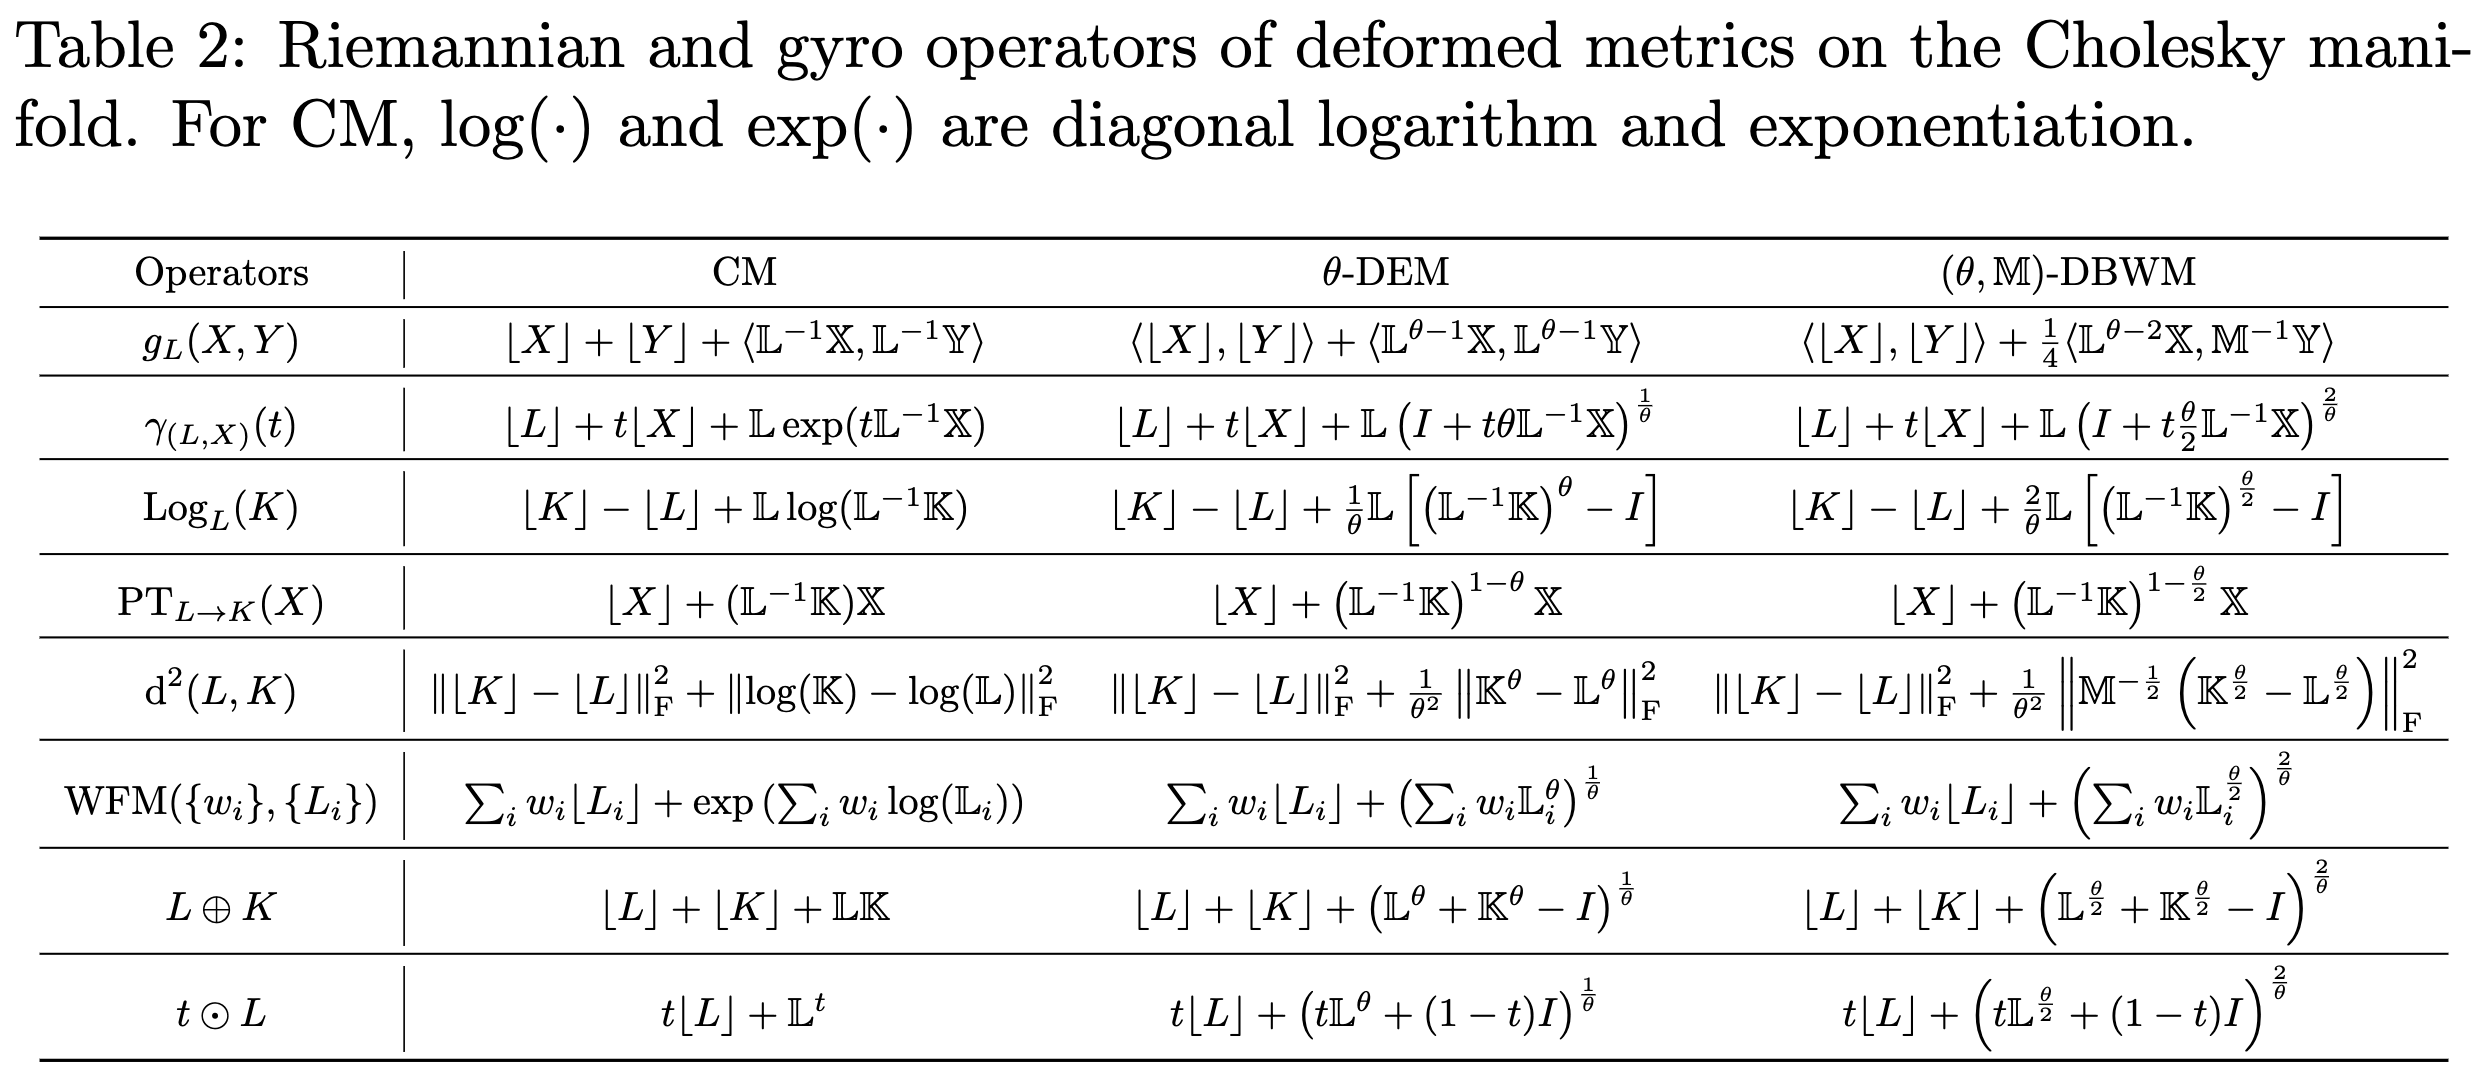 Table 2: Riemannian and gyro operators of deformed metrics on the Cholesky mani-
fold. For CM, log(·) and exp(·) are diagonal logarithm and exponentiation.
Operators | CM | θ-DEM | (θ, 𝕄)-DBWM
$g_L(X, Y)$ | $\lfloor X \rfloor + \lfloor Y \rfloor + \langle \mathbb{L}^{-1}\mathbb{X}, \mathbb{L}^{-1}\mathbb{Y} \rangle$ | $\langle \lfloor X \rfloor, \lfloor Y \rfloor \rangle + \langle \mathbb{L}^{\theta-1}\mathbb{X}, \mathbb{L}^{\theta-1}\mathbb{Y} \rangle$ | $\langle \lfloor X \rfloor, \lfloor Y \rfloor \rangle + \frac{1}{4} \langle \mathbb{L}^{\theta-2}\mathbb{X}, \mathbb{M}^{-1}\mathbb{Y} \rangle$
$\gamma_{(L,X)}(t)$ | $\lfloor L \rfloor + t\lfloor X \rfloor + \mathbb{L}\exp(t\mathbb{L}^{-1}\mathbb{X})$ | $\lfloor L \rfloor + t\lfloor X \rfloor + \mathbb{L}\left(I + t\theta\mathbb{L}^{-1}\mathbb{X}\right)^{\frac{1}{\theta}}$ | $\lfloor L \rfloor + t\lfloor X \rfloor + \mathbb{L}\left(I + t\frac{\theta}{2}\mathbb{L}^{-1}\mathbb{X}\right)^{\frac{2}{\theta}}$
$\mathrm{Log}_L(K)$ | $\lfloor K \rfloor - \lfloor L \rfloor + \mathbb{L}\log(\mathbb{L}^{-1}\mathbb{K})$ | $\lfloor K \rfloor - \lfloor L \rfloor + \frac{1}{\theta}\mathbb{L}\left[\left(\mathbb{L}^{-1}\mathbb{K}\right)^{\theta} - I\right]$ | $\lfloor K \rfloor - \lfloor L \rfloor + \frac{2}{\theta}\mathbb{L}\left[\left(\mathbb{L}^{-1}\mathbb{K}\right)^{\frac{\theta}{2}} - I\right]$
$\mathrm{PT}_{L \to K}(X)$ | $\lfloor X \rfloor + (\mathbb{L}^{-1}\mathbb{K})\mathbb{X}$ | $\lfloor X \rfloor + \left(\mathbb{L}^{-1}\mathbb{K}\right)^{1-\theta}\mathbb{X}$ | $\lfloor X \rfloor + \left(\mathbb{L}^{-1}\mathbb{K}\right)^{1-\frac{\theta}{2}}\mathbb{X}$
$\mathrm{d}^2(L, K)$ | $\|\lfloor K \rfloor - \lfloor L \rfloor\|_{\mathrm{F}}^2 + \|\log(\mathbb{K}) - \log(\mathbb{L})\|_{\mathrm{F}}^2$ | $\|\lfloor K \rfloor - \lfloor L \rfloor\|_{\mathrm{F}}^2 + \frac{1}{\theta^2}\left\|\mathbb{K}^{\theta} - \mathbb{L}^{\theta}\right\|_{\mathrm{F}}^2$ | $\|\lfloor K \rfloor - \lfloor L \rfloor\|_{\mathrm{F}}^2 + \frac{1}{\theta^2}\left\|\mathbb{M}^{-\frac{1}{2}}\left(\mathbb{K}^{\frac{\theta}{2}} - \mathbb{L}^{\frac{\theta}{2}}\right)\right\|_{\mathrm{F}}^2$
$\mathrm{WFM}(\{w_i\}, \{L_i\})$ | $\sum_i w_i\lfloor L_i \rfloor + \exp\left(\sum_i w_i \log(\mathbb{L}_i)\right)$ | $\sum_i w_i\lfloor L_i \rfloor + \left(\sum_i w_i\mathbb{L}_i^{\theta}\right)^{\frac{1}{\theta}}$ | $\sum_i w_i\lfloor L_i \rfloor + \left(\sum_i w_i\mathbb{L}_i^{\frac{\theta}{2}}\right)^{\frac{2}{\theta}}$
$L \oplus K$ | $\lfloor L \rfloor + \lfloor K \rfloor + \mathbb{L}\mathbb{K}$ | $\lfloor L \rfloor + \lfloor K \rfloor + \left(\mathbb{L}^{\theta} + \mathbb{K}^{\theta} - I\right)^{\frac{1}{\theta}}$ | $\lfloor L \rfloor + \lfloor K \rfloor + \left(\mathbb{L}^{\frac{\theta}{2}} + \mathbb{K}^{\frac{\theta}{2}} - I\right)^{\frac{2}{\theta}}$
$t \odot L$ | $t\lfloor L \rfloor + \mathbb{L}^t$ | $t\lfloor L \rfloor + \left(t\mathbb{L}^{\theta} + (1-t)I\right)^{\frac{1}{\theta}}$ | $t\lfloor L \rfloor + \left(t\mathbb{L}^{\frac{\theta}{2}} + (1-t)I\right)^{\frac{2}{\theta}}$